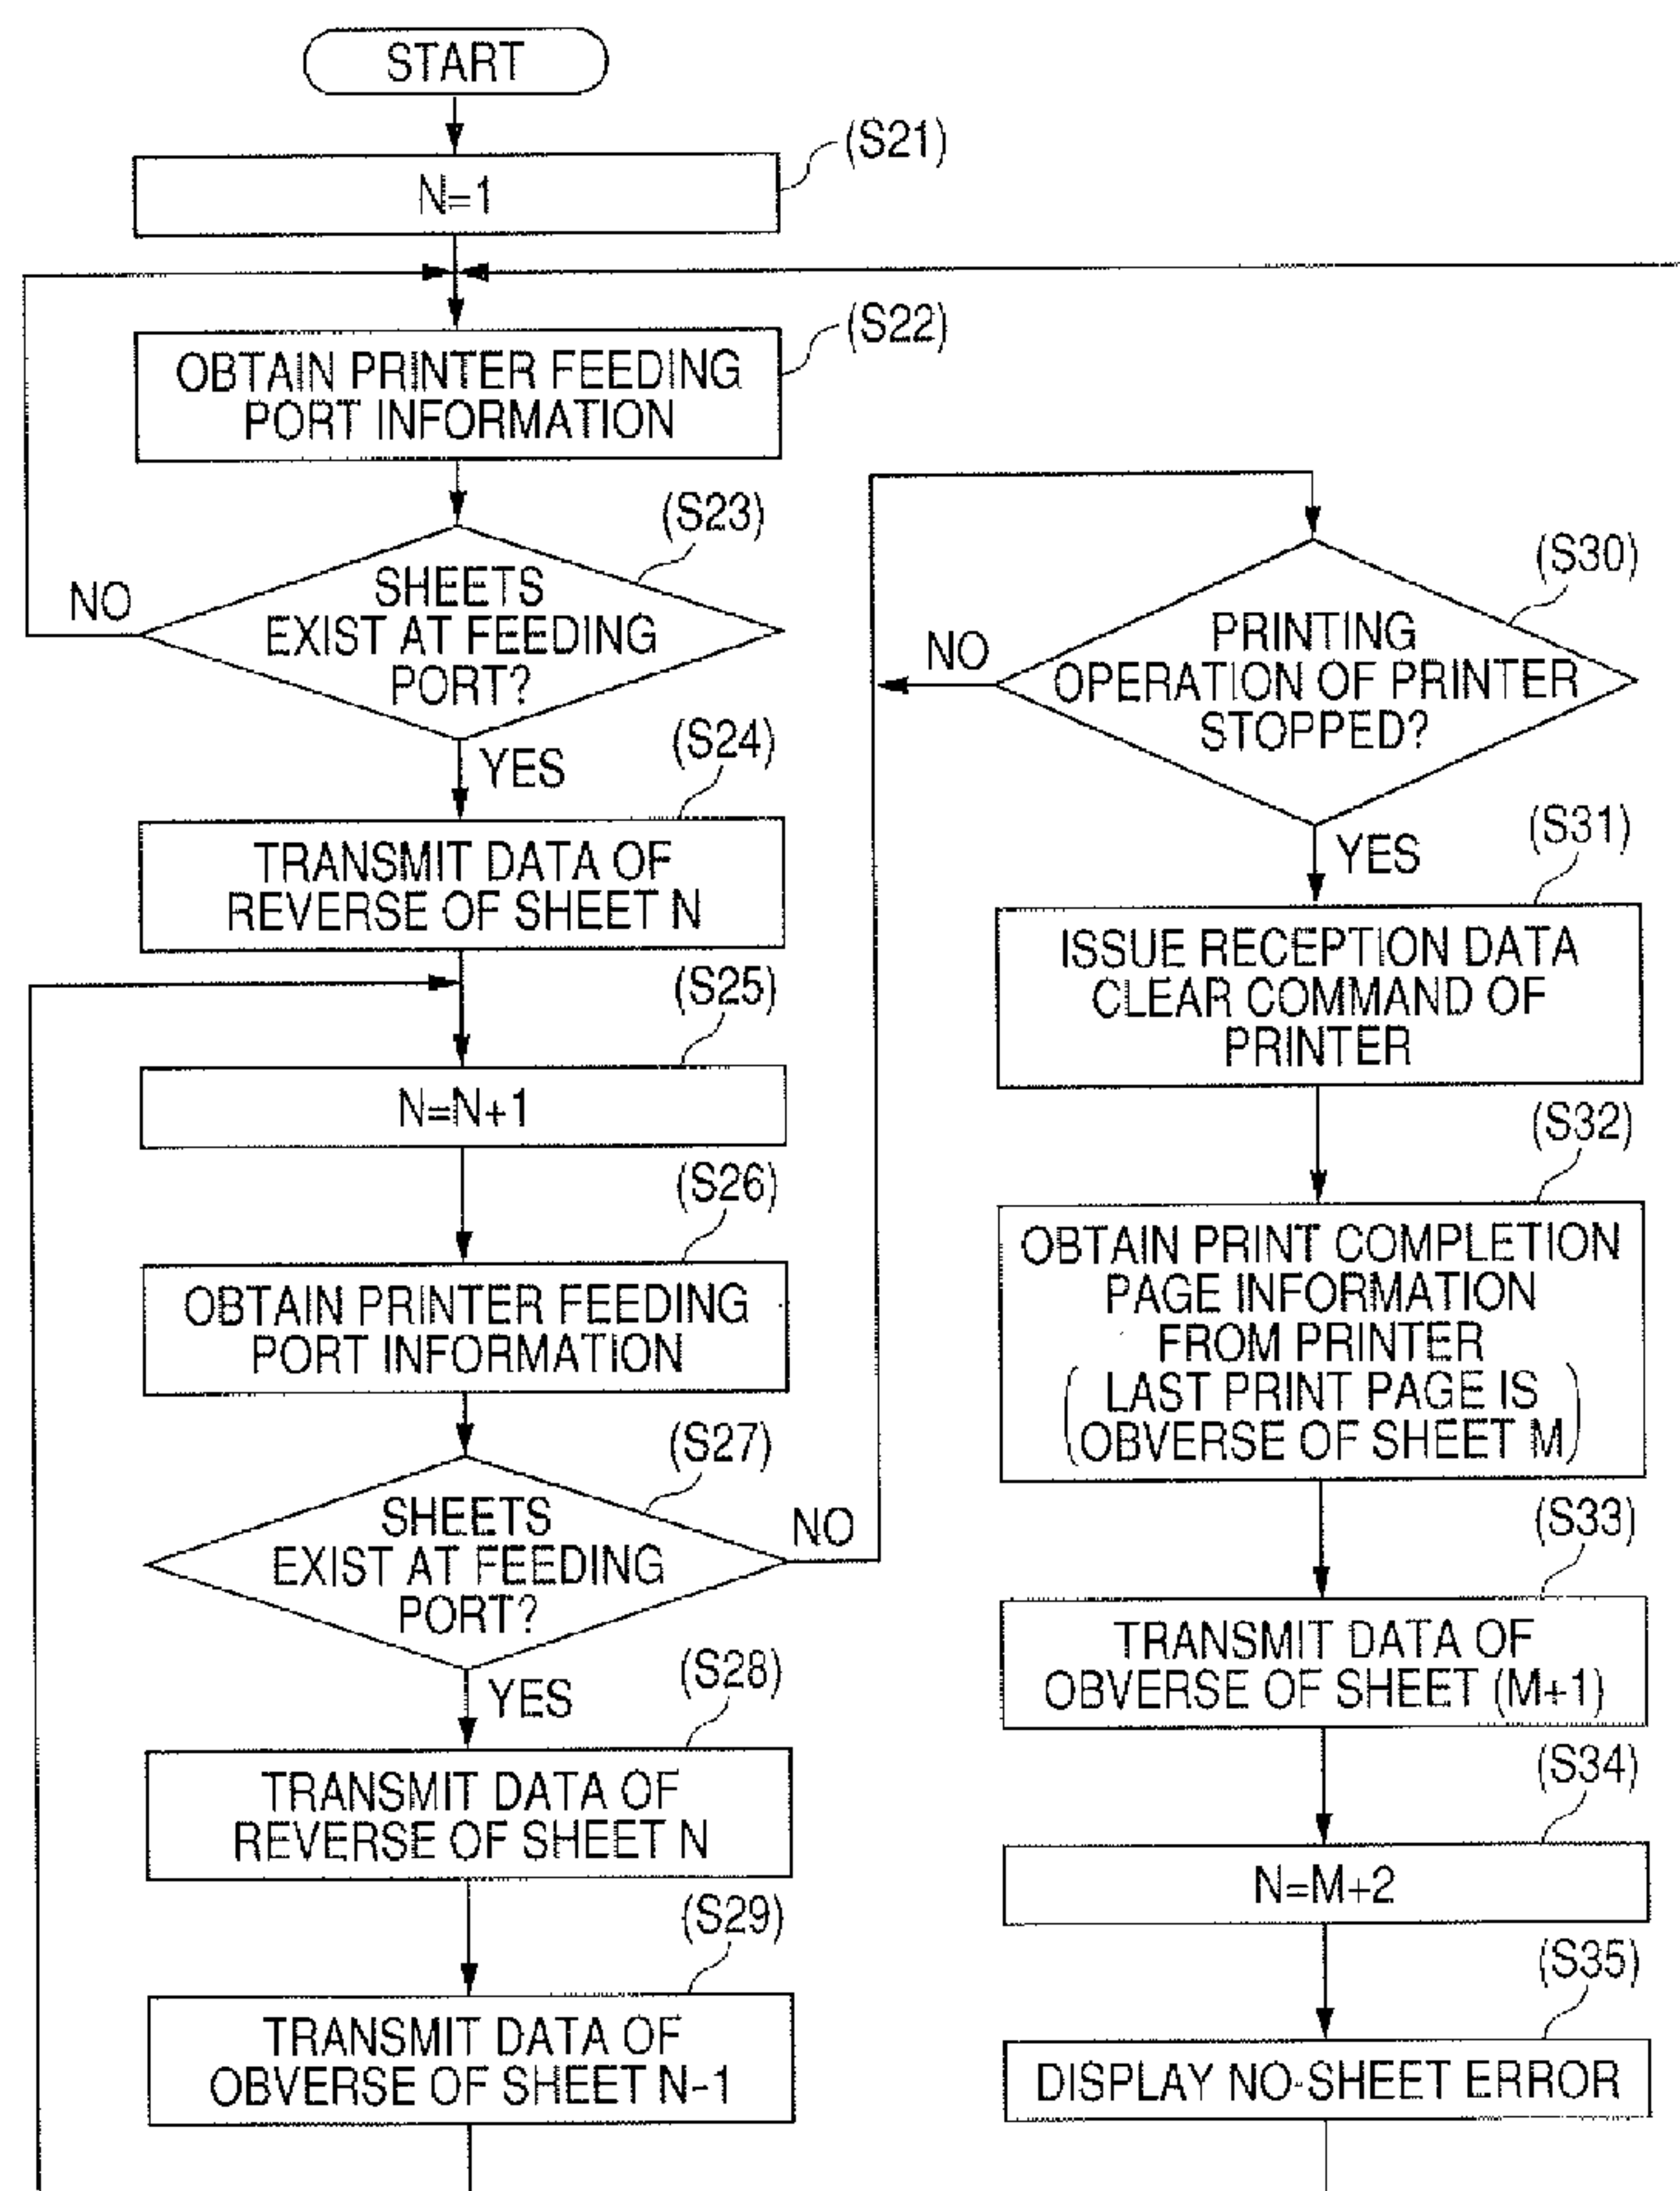 START
(S21)
N=1
(S22)
OBTAIN PRINTER FEEDING
PORT INFORMATION
(S23)
SHEETS
EXIST AT FEEDING
PORT?
NO
YES
(S24)
TRANSMIT DATA OF
REVERSE OF SHEET N
(S25)
N=N+1
(S26)
OBTAIN PRINTER FEEDING
PORT INFORMATION
(S27)
SHEETS
EXIST AT FEEDING
PORT?
NO
YES
(S28)
TRANSMIT DATA OF
REVERSE OF SHEET N
(S29)
TRANSMIT DATA OF
OBVERSE OF SHEET N-1
(S30)
PRINTING
OPERATION OF PRINTER
STOPPED?
NO
YES
(S31)
ISSUE RECEPTION DATA
CLEAR COMMAND OF
PRINTER
(S32)
OBTAIN PRINT COMPLETION
PAGE INFORMATION
FROM PRINTER
(LAST PRINT PAGE IS
OBVERSE OF SHEET M)
(S33)
TRANSMIT DATA OF
OBVERSE OF SHEET (M+1)
(S34)
N=M+2
(S35)
DISPLAY NO-SHEET ERROR